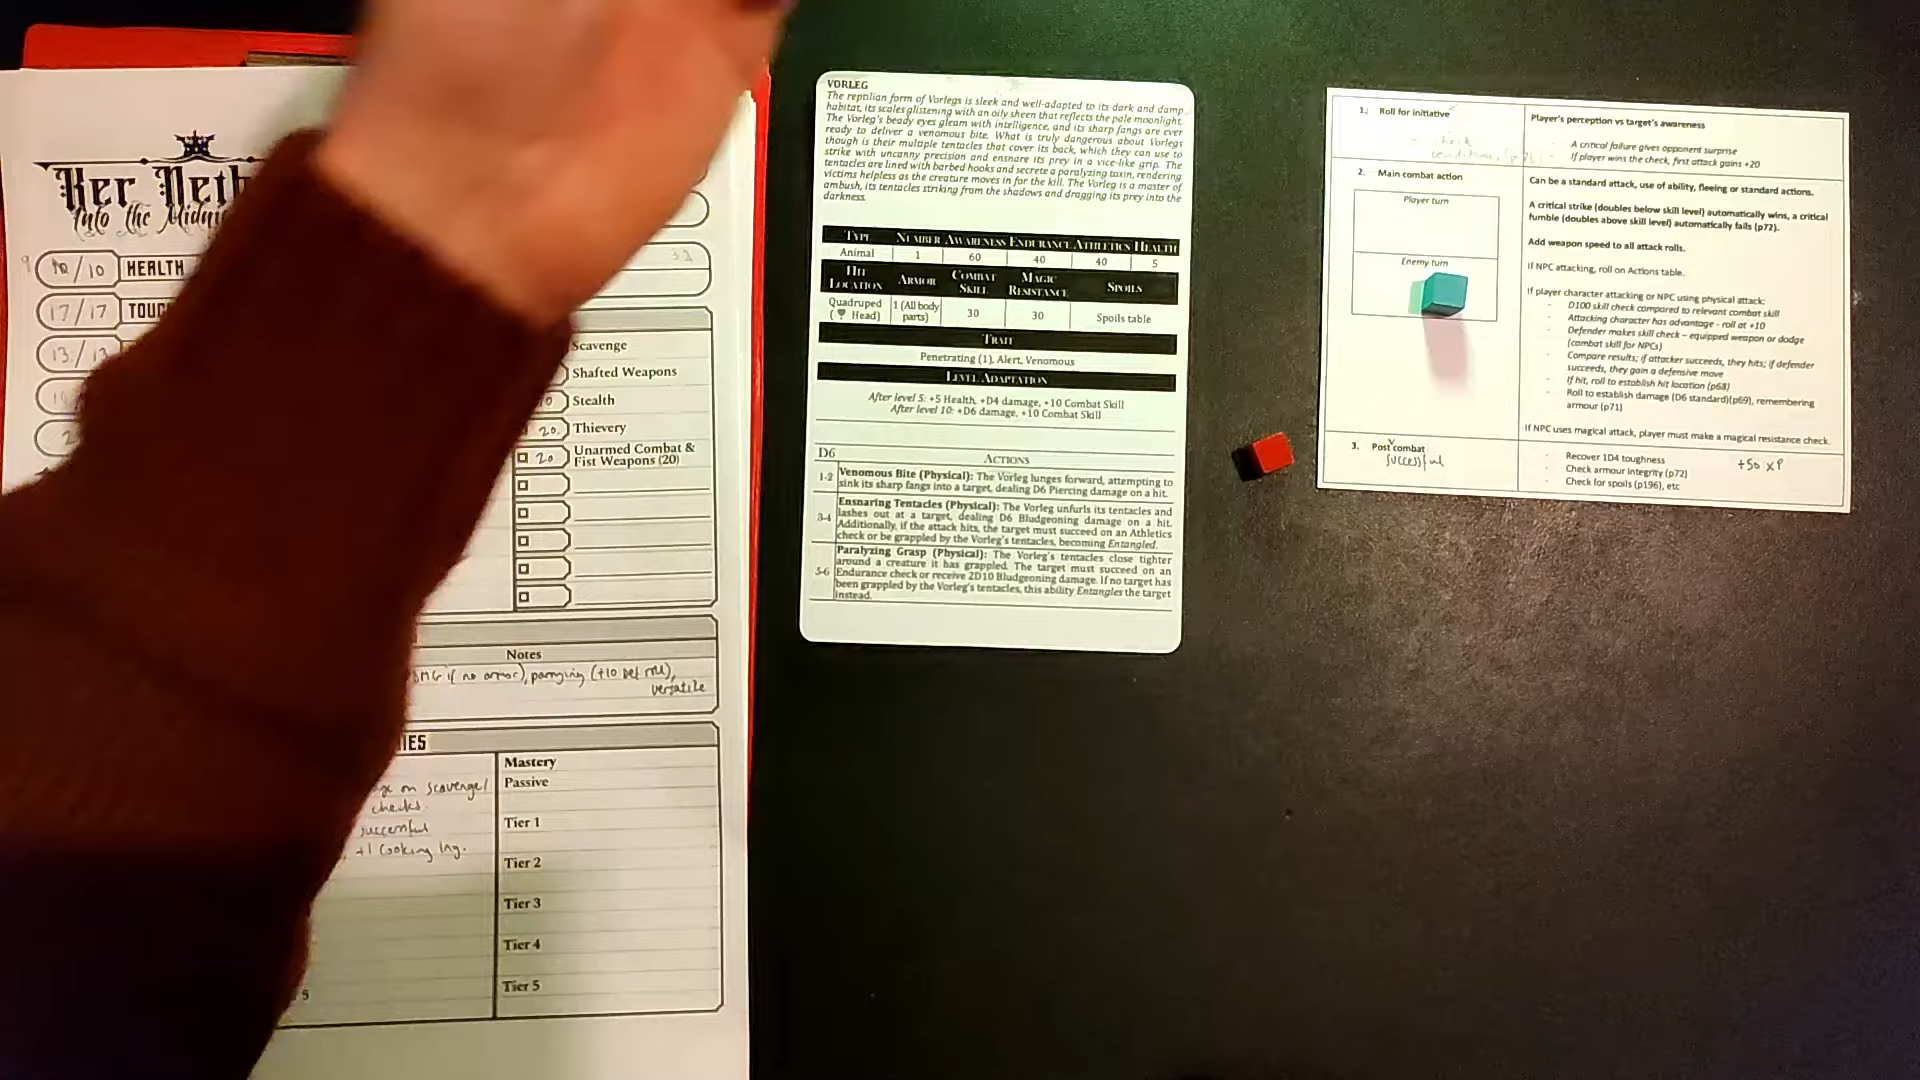 Ker Neth
Into the Midni
10/10 HEALTH
17/17 TOUG
13/13
Scavenge
Shafted Weapons
Stealth
20. Thievery
20. Unarmed Combat &
Fist Weapons (20)
Notes
DMG if no armor), parrying (+10 Def roll),
versatile
IES
ge on scavenge/
checks.
successful
, +1 Cooking Ing.
5
Mastery
Passive
Tier 1
Tier 2
Tier 3
Tier 4
Tier 5
VORLEG
The reptilian form of Vorlegs is sleek and well-adapted to its dark and damp
habitat, its scales glistening with an oily sheen that reflects the pale moonlight.
The Vorleg's beady eyes gleam with intelligence, and its sharp fangs are ever
ready to deliver a venomous bite. What is truly dangerous about Vorlegs
though is their multiple tentacles that cover its back, which they can use to
strike with uncanny precision and ensnare its prey in a vice-like grip. The
tentacles are lined with barbed hooks and secrete a paralyzing toxin, rendering
victims helpless as the creature moves in for the kill. The Vorleg is a master of
ambush, its tentacles striking from the shadows and dragging its prey into the
darkness.
TYPE NUMBER AWARENESS ENDURANCE ATHLETICS HEALTH
Animal 1 60 40 40 5
HIT LOCATION ARMOR COMBAT SKILL MAGIC RESISTANCE SPOILS
Quadruped (Head) 1 (All body parts) 30 30 Spoils table
TRAIT
Penetrating (1), Alert, Venomous
LEVEL ADAPTATION
After level 5: +5 Health, +D4 damage, +10 Combat Skill
After level 10: +D6 damage, +10 Combat Skill
D6 ACTIONS
1-2 Venomous Bite (Physical): The Vorleg lunges forward, attempting to
sink its sharp fangs into a target, dealing D6 Piercing damage on a hit.
3-4 Ensnaring Tentacles (Physical): The Vorleg unfurls its tentacles and
lashes out at a target, dealing D6 Bludgeoning damage on a hit.
Additionally, if the attack hits, the target must succeed on an Athletics
check or be grappled by the Vorleg's tentacles, becoming Entangled.
5-6 Paralyzing Grasp (Physical): The Vorleg's tentacles close tighter
around a creature it has grappled. The target must succeed on an
Endurance check or receive 2D10 Bludgeoning damage. If no target has
been grappled by the Vorleg's tentacles, this ability Entangles the target
instead.
1. Roll for initiative
Player's perception vs target's awareness
- A critical failure gives opponent surprise
- If player wins the check, first attack gains +20
2. Main combat action
Player turn
Enemy turn
Can be a standard attack, use of ability, fleeing or standard actions.
A critical strike (doubles below skill level) automatically wins, a critical
fumble (doubles above skill level) automatically fails (p72).
Add weapon speed to all attack rolls.
If NPC attacking, roll on Actions table.
If player character attacking or NPC using physical attack:
- D100 skill check compared to relevant combat skill
- Attacking character has advantage - roll at +10
- Defender makes skill check – equipped weapon or dodge
(combat skill for NPCs)
- Compare results; if attacker succeeds, they hits; if defender
succeeds, they gain a defensive move
- If hit, roll to establish hit location (p68)
- Roll to establish damage (D6 standard)(p69), remembering
armour (p71)
If NPC uses magical attack, player must make a magical resistance check.
3. Post combat
successful
- Recover 1D4 toughness
- Check armour integrity (p72)
- Check for spoils (p196), etc
+50 XP